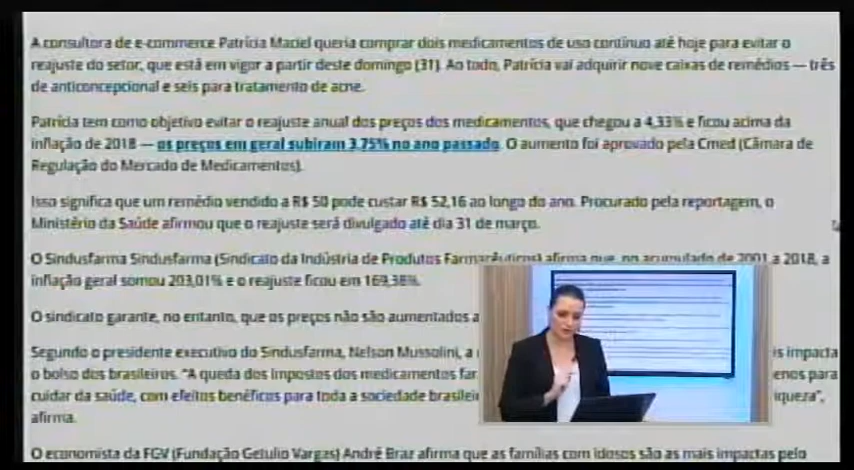 A consultora de e-commerce Patrícia Maciel queria comprar dois medicamentos de uso contínuo até hoje para evitar o
reajuste do setor, que está em vigor a partir deste domingo (31). Ao todo, Patrícia vai adquirir nove caixas de remédios — três
de anticoncepcional e seis para tratamento de acne.
Patrícia tem como objetivo evitar o reajuste anual dos preços dos medicamentos, que chegou a 4,33% e ficou acima da
inflação de 2018 — os preços em geral subiram 3,75% no ano passado. O aumento foi aprovado pela Cmed (Câmara de
Regulação do Mercado de Medicamentos).
Isso significa que um remédio vendido a R$ 50 pode custar R$ 52,16 ao longo do ano. Procurado pela reportagem, o
Ministério da Saúde afirmou que o reajuste será divulgado até dia 31 de março.
O Sindusfarma Sindusfarma (Sindicato da Indústria de Produtos Farmacêuticos) afirma que, no acumulado de 2001 a 2018, a
inflação geral somou 203,01% e o reajuste ficou em 169,38%.
O sindicato garante, no entanto, que os preços não são aumentados a
Segundo o presidente executivo do Sindusfarma, Nelson Mussolini, a is impacta
o bolso dos brasileiros. "A queda dos impostos dos medicamentos far enos para
cuidar da saúde, com efeitos benéficos para toda a sociedade brasilei iqueza",
afirma.
O economista da FGV (Fundação Getulio Vargas) André Braz afirma que as famílias com idosos são as mais impactas pelo